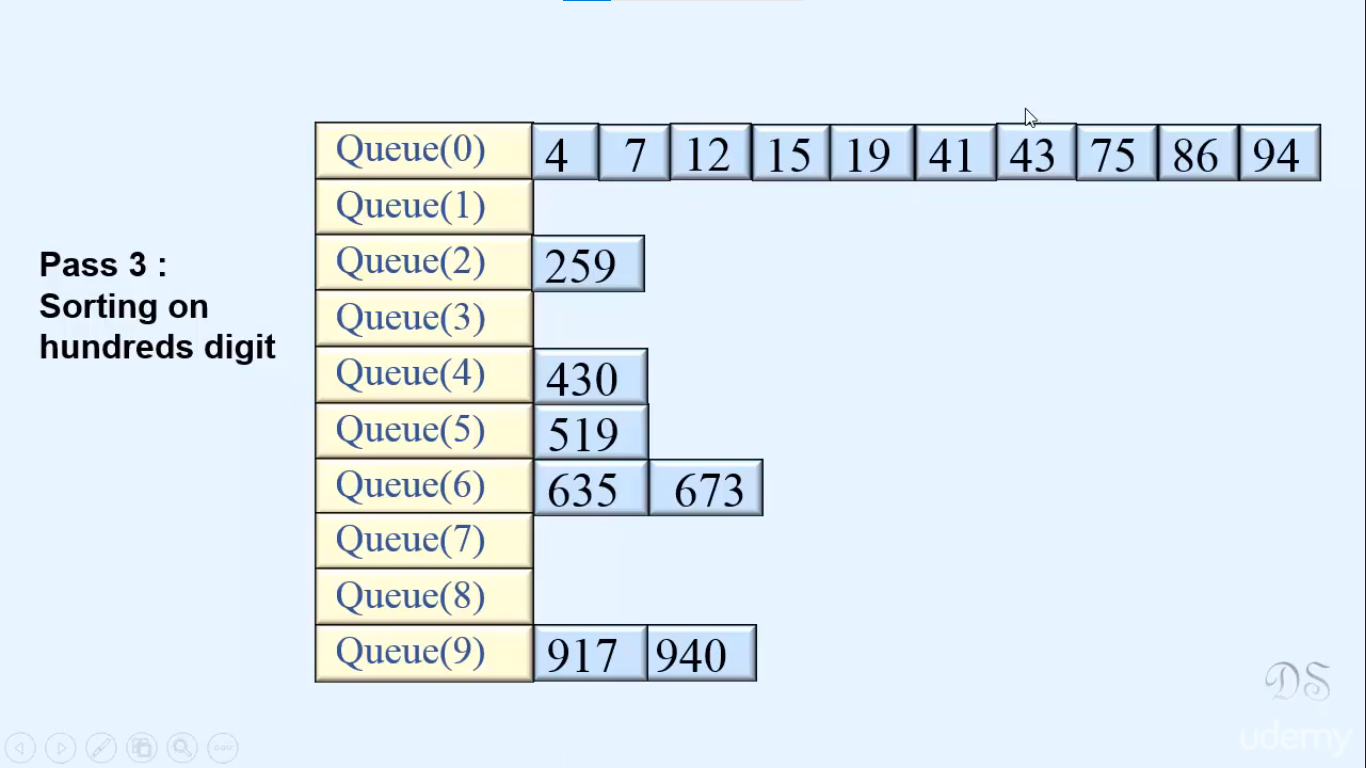 Queue(0) 4 7 12 15 19 41 43 75 86 94
Queue(1)
Queue(2) 259
Pass 3 :
Sorting on
hundreds digit
Queue(3)
Queue(4) 430
Queue(5) 519
Queue(6) 635 673
Queue(7)
Queue(8)
Queue(9) 917 940
DS
udemy